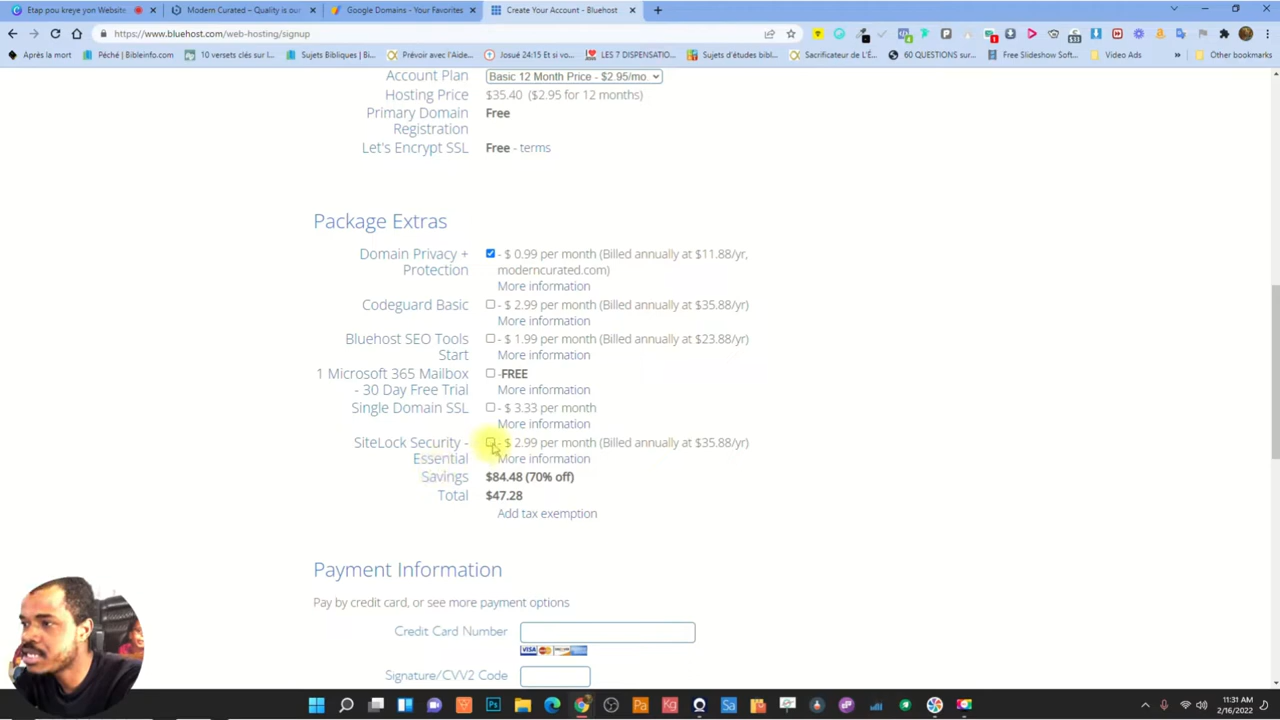 Etap pou kreye yon Website
Modern Curated – Quality is our
Google Domains - Your Favorites
Create Your Account - Bluehost
https://www.bluehost.com/web-hosting/signup
Après la mort
Péché | Bibleinfo.com
10 versets clés sur l...
Sujets Bibliques | Bi...
Prévoir avec l'Aide...
Josué 24:15 Et si vo...
LES 7 DISPENSATIO...
Sujets d'études bibl...
Sacrificateur de L'É...
60 QUESTIONS sur...
Free Slideshow Soft...
Video Ads
Other bookmarks
Account Plan Basic 12 Month Price - $2.95/mo
Hosting Price $35.40 ($2.95 for 12 months)
Primary Domain Free
Registration
Let's Encrypt SSL Free - terms
Package Extras
Domain Privacy + - $ 0.99 per month (Billed annually at $11.88/yr,
Protection moderncurated.com)
More information
Codeguard Basic - $ 2.99 per month (Billed annually at $35.88/yr)
More information
Bluehost SEO Tools - $ 1.99 per month (Billed annually at $23.88/yr)
Start More information
1 Microsoft 365 Mailbox -FREE
- 30 Day Free Trial More information
Single Domain SSL - $ 3.33 per month
More information
SiteLock Security - - $ 2.99 per month (Billed annually at $35.88/yr)
Essential More information
Savings $84.48 (70% off)
Total $47.28
Add tax exemption
Payment Information
Pay by credit card, or see more payment options
Credit Card Number
VISA
Signature/CVV2 Code
11:31 AM
2/16/2022